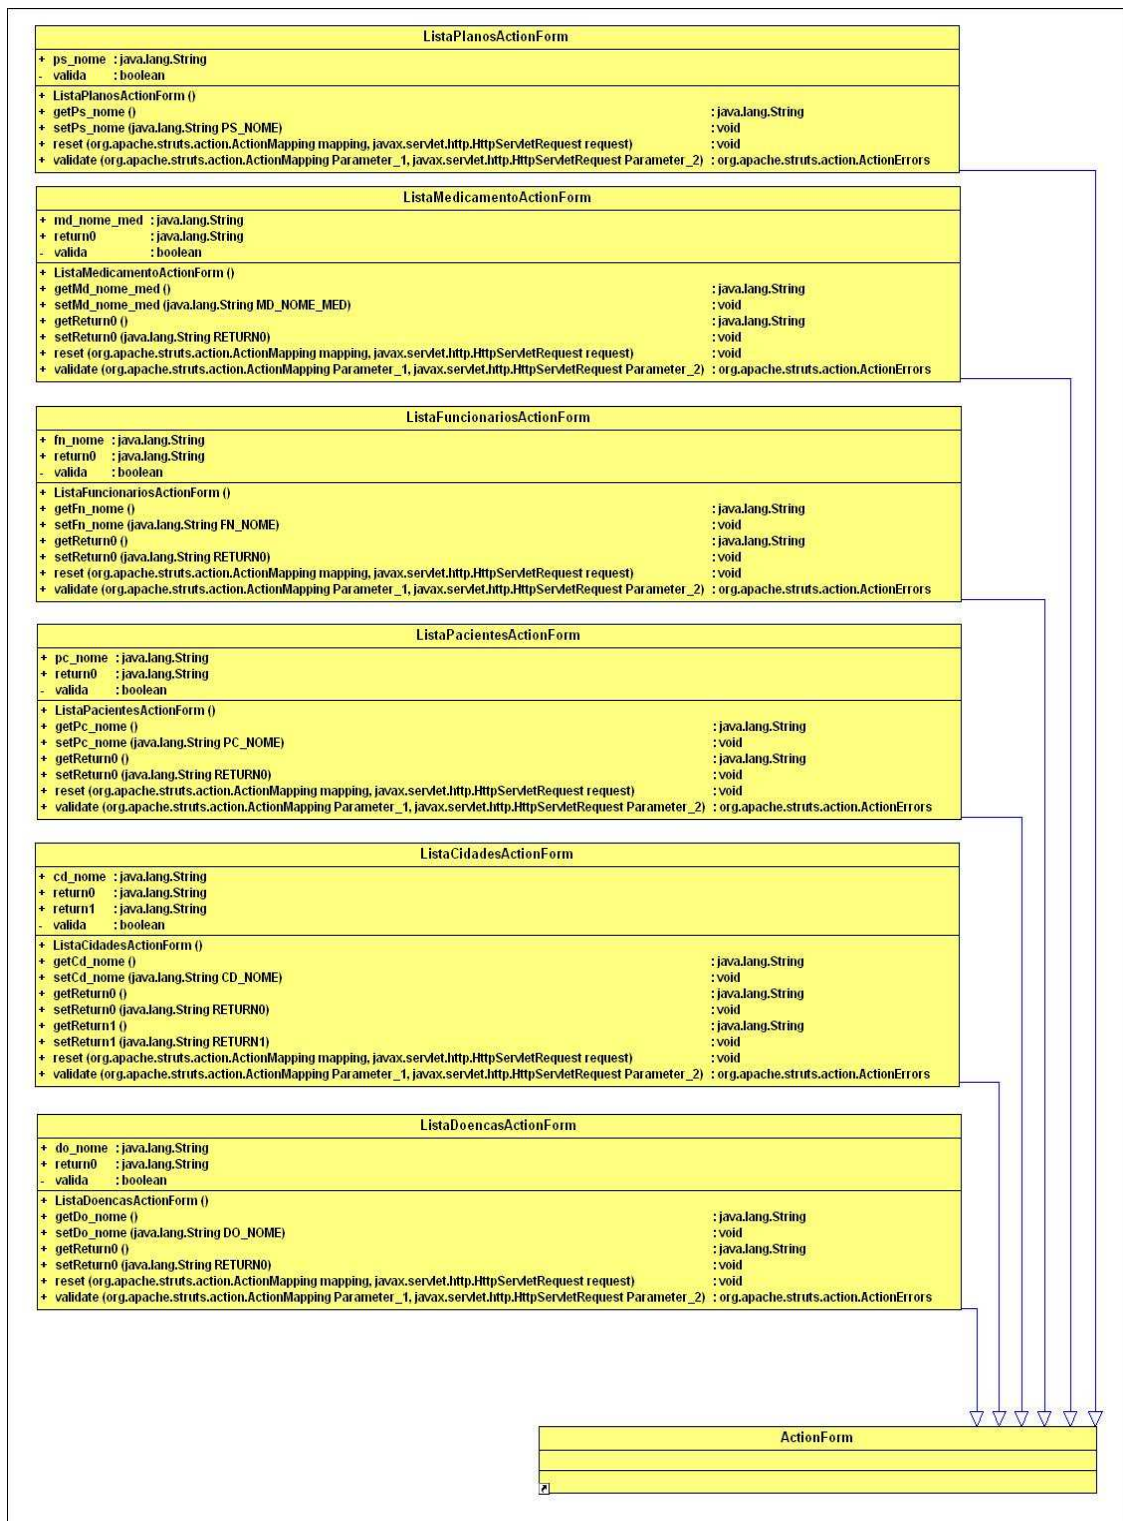 ListaPlanosActionForm
+ ps_nome : java.lang.String
- valida : boolean
+ ListaPlanosActionForm ()
+ getPs_nome () : java.lang.String
+ setPs_nome (java.lang.String PS_NOME) : void
+ reset (org.apache.struts.action.ActionMapping mapping, javax.servlet.http.HttpServletRequest request) : void
+ validate (org.apache.struts.action.ActionMapping Parameter_1, javax.servlet.http.HttpServletRequest Parameter_2) : org.apache.struts.action.ActionErrors
ListaMedicamentoActionForm
+ md_nome_med : java.lang.String
+ return0 : java.lang.String
- valida : boolean
+ ListaMedicamentoActionForm ()
+ getMd_nome_med () : java.lang.String
+ setMd_nome_med (java.lang.String MD_NOME_MED) : void
+ getReturn0 () : java.lang.String
+ setReturn0 (java.lang.String RETURN0) : void
+ reset (org.apache.struts.action.ActionMapping mapping, javax.servlet.http.HttpServletRequest request) : void
+ validate (org.apache.struts.action.ActionMapping Parameter_1, javax.servlet.http.HttpServletRequest Parameter_2) : org.apache.struts.action.ActionErrors
ListaFuncionariosActionForm
+ fn_nome : java.lang.String
+ return0 : java.lang.String
- valida : boolean
+ ListaFuncionariosActionForm ()
+ getFn_nome () : java.lang.String
+ setFn_nome (java.lang.String FN_NOME) : void
+ getReturn0 () : java.lang.String
+ setReturn0 (java.lang.String RETURN0) : void
+ reset (org.apache.struts.action.ActionMapping mapping, javax.servlet.http.HttpServletRequest request) : void
+ validate (org.apache.struts.action.ActionMapping Parameter_1, javax.servlet.http.HttpServletRequest Parameter_2) : org.apache.struts.action.ActionErrors
ListaPacientesActionForm
+ pc_nome : java.lang.String
+ return0 : java.lang.String
- valida : boolean
+ ListaPacientesActionForm ()
+ getPc_nome () : java.lang.String
+ setPc_nome (java.lang.String PC_NOME) : void
+ getReturn0 () : java.lang.String
+ setReturn0 (java.lang.String RETURN0) : void
+ reset (org.apache.struts.action.ActionMapping mapping, javax.servlet.http.HttpServletRequest request) : void
+ validate (org.apache.struts.action.ActionMapping Parameter_1, javax.servlet.http.HttpServletRequest Parameter_2) : org.apache.struts.action.ActionErrors
ListaCidadesActionForm
+ cd_nome : java.lang.String
+ return0 : java.lang.String
+ return1 : java.lang.String
- valida : boolean
+ ListaCidadesActionForm ()
+ getCd_nome () : java.lang.String
+ setCd_nome (java.lang.String CD_NOME) : void
+ getReturn0 () : java.lang.String
+ setReturn0 (java.lang.String RETURN0) : void
+ getReturn1 () : java.lang.String
+ setReturn1 (java.lang.String RETURN1) : void
+ reset (org.apache.struts.action.ActionMapping mapping, javax.servlet.http.HttpServletRequest request) : void
+ validate (org.apache.struts.action.ActionMapping Parameter_1, javax.servlet.http.HttpServletRequest Parameter_2) : org.apache.struts.action.ActionErrors
ListaDoencasActionForm
+ do_nome : java.lang.String
+ return0 : java.lang.String
- valida : boolean
+ ListaDoencasActionForm ()
+ getDo_nome () : java.lang.String
+ setDo_nome (java.lang.String DO_NOME) : void
+ getReturn0 () : java.lang.String
+ setReturn0 (java.lang.String RETURN0) : void
+ reset (org.apache.struts.action.ActionMapping mapping, javax.servlet.http.HttpServletRequest request) : void
+ validate (org.apache.struts.action.ActionMapping Parameter_1, javax.servlet.http.HttpServletRequest Parameter_2) : org.apache.struts.action.ActionErrors
ActionForm